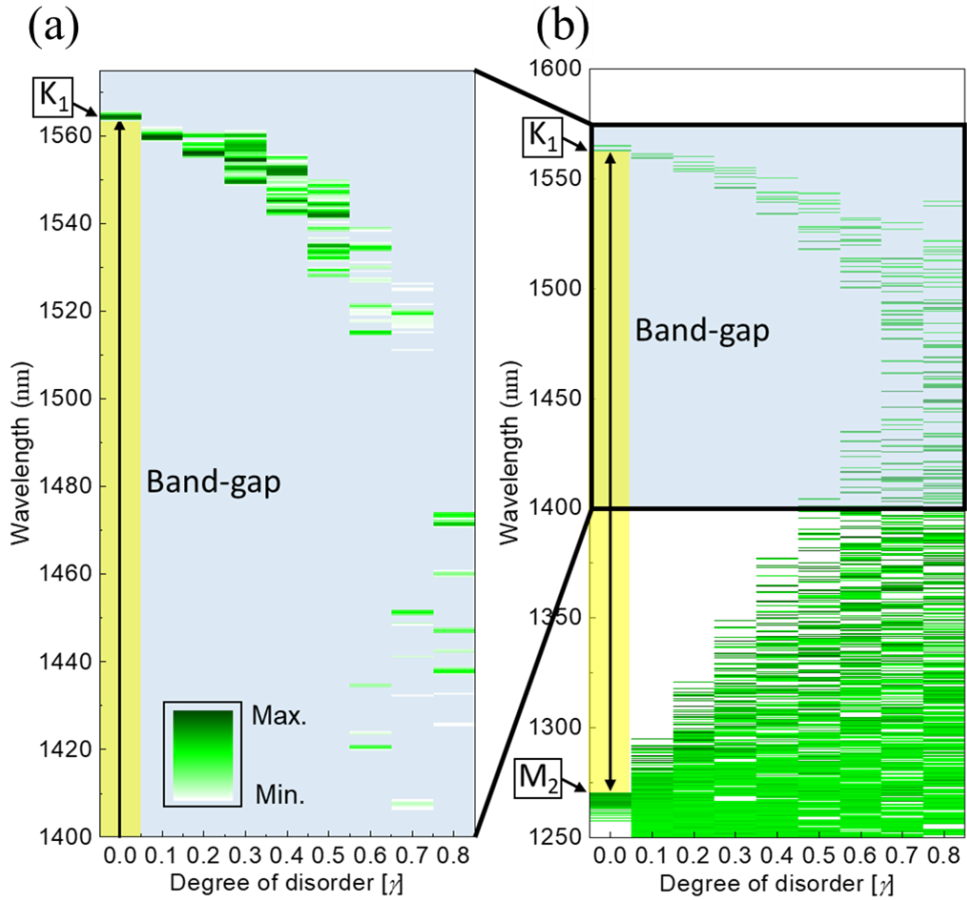 (a)
K1
1560
1540
1520
1500
1480
1460
1440
1420
1400
Wavelength (nm)
Band-gap
Max.
Min.
0.0 0.1 0.2 0.3 0.4 0.5 0.6 0.7 0.8
Degree of disorder [γ]
(b)
1600
K1
1550
1500
1450
1400
1350
1300
1250
Wavelength (nm)
Band-gap
M2
0.0 0.1 0.2 0.3 0.4 0.5 0.6 0.7 0.8
Degree of disorder [γ]